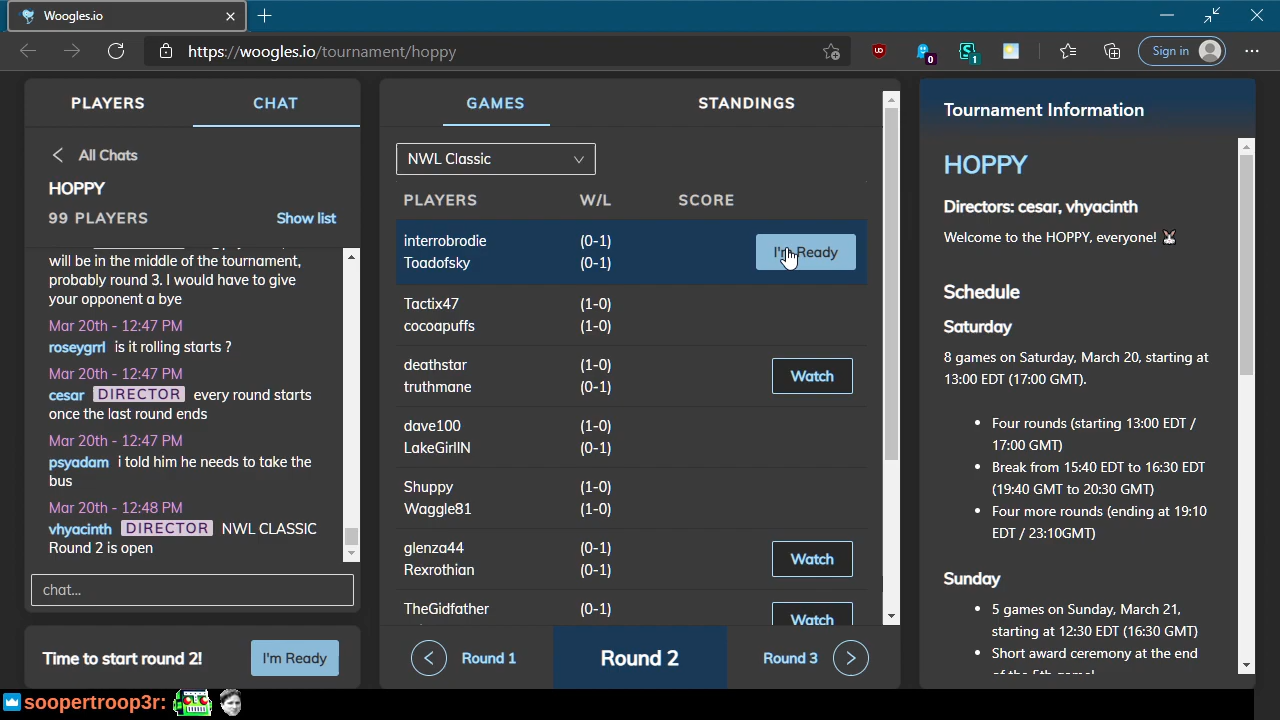 Woogles.io
https://woogles.io/tournament/hoppy
Sign in
PLAYERS
CHAT
All Chats
HOPPY
99 PLAYERS
Show list
will be in the middle of the tournament,
probably round 3. I would have to give
your opponent a bye
Mar 20th - 12:47 PM
roseygrrl is it rolling starts ?
Mar 20th - 12:47 PM
cesar DIRECTOR every round starts
once the last round ends
Mar 20th - 12:47 PM
psyadam i told him he needs to take the
bus
Mar 20th - 12:48 PM
vhyacinth DIRECTOR NWL CLASSIC
Round 2 is open
chat...
Time to start round 2!
I'm Ready
GAMES
STANDINGS
NWL Classic
PLAYERS W/L SCORE
interrobrodie (0-1)
Toadofsky (0-1)
I'm Ready
Tactix47 (1-0)
cocoapuffs (1-0)
deathstar (1-0)
truthmane (0-1)
Watch
dave100 (1-0)
LakeGirlIN (0-1)
Shuppy (1-0)
Waggle81 (1-0)
glenza44 (0-1)
Rexrothian (0-1)
Watch
TheGidfather (0-1)
Watch
Round 1
Round 2
Round 3
Tournament Information
HOPPY
Directors: cesar, vhyacinth
Welcome to the HOPPY, everyone! 🐰
Schedule
Saturday
8 games on Saturday, March 20, starting at
13:00 EDT (17:00 GMT).
• Four rounds (starting 13:00 EDT /
17:00 GMT)
• Break from 15:40 EDT to 16:30 EDT
(19:40 GMT to 20:30 GMT)
• Four more rounds (ending at 19:10
EDT / 23:10GMT)
Sunday
• 5 games on Sunday, March 21,
starting at 12:30 EDT (16:30 GMT)
• Short award ceremony at the end
of the 5th game!
soopertroop3r: